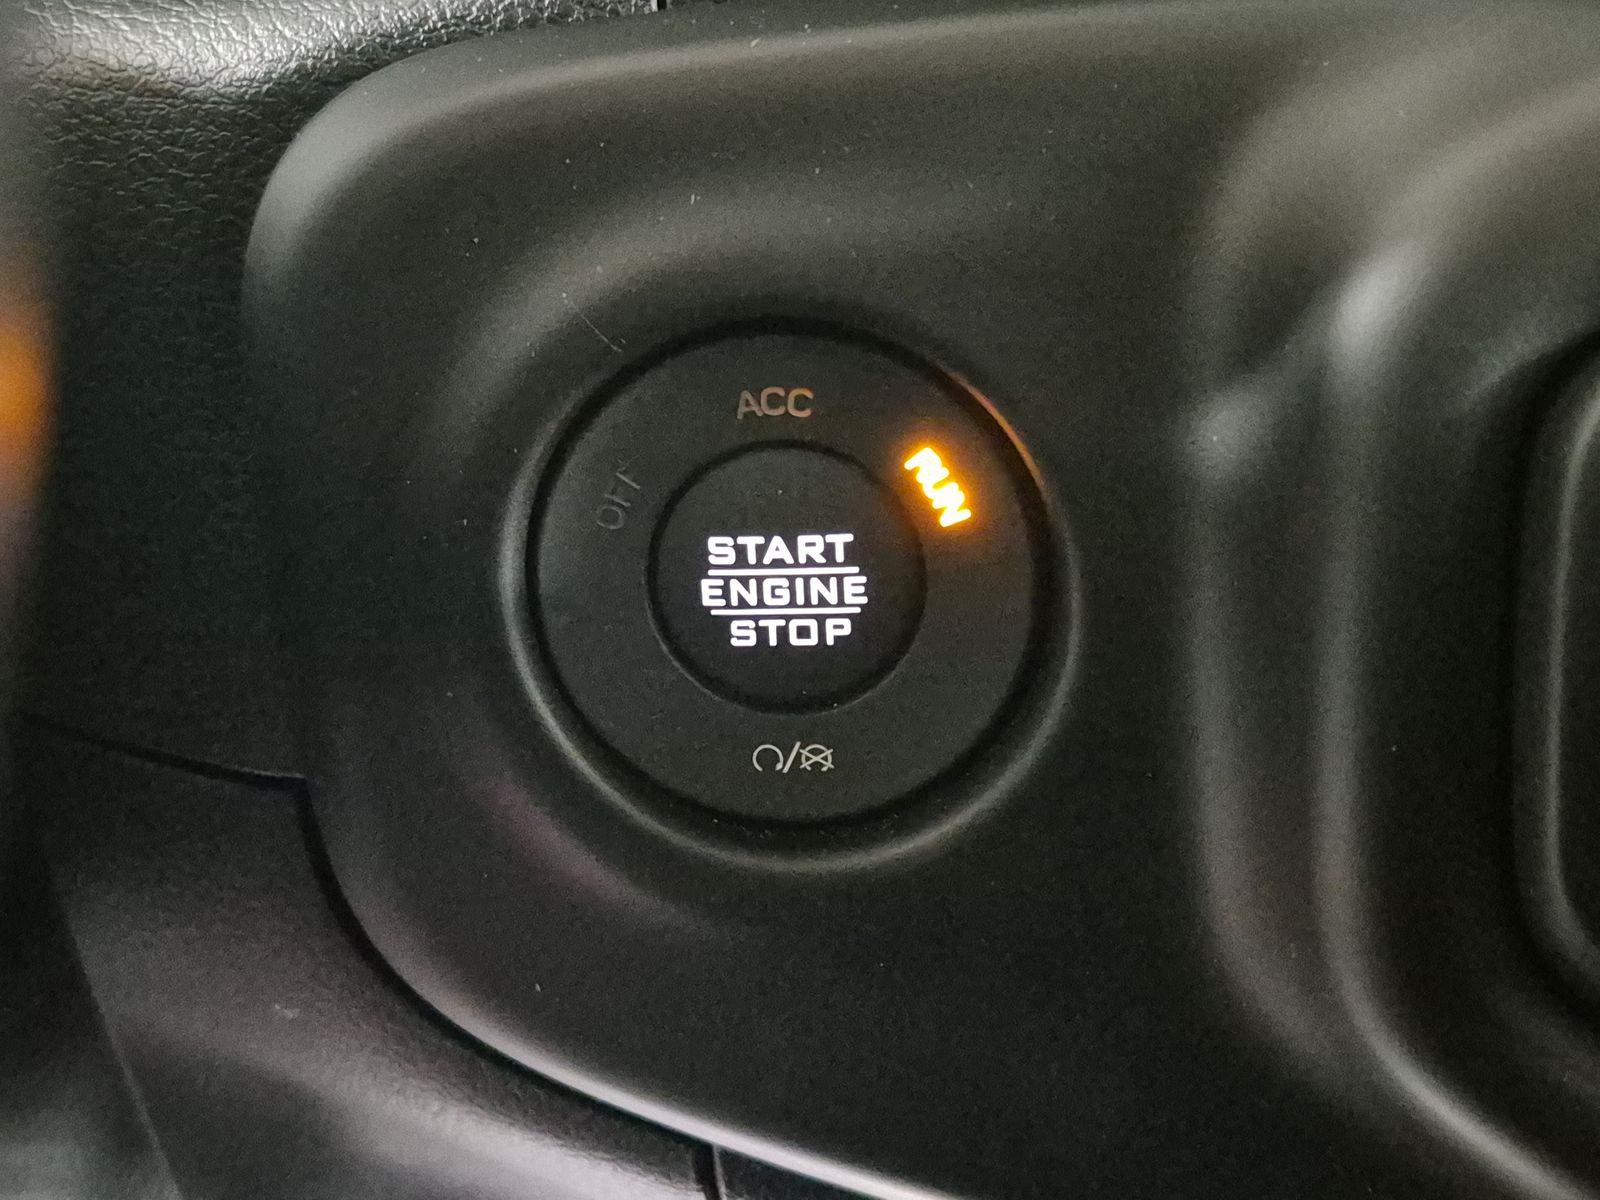 ACC
OFF
RUN
START
ENGINE
STOP